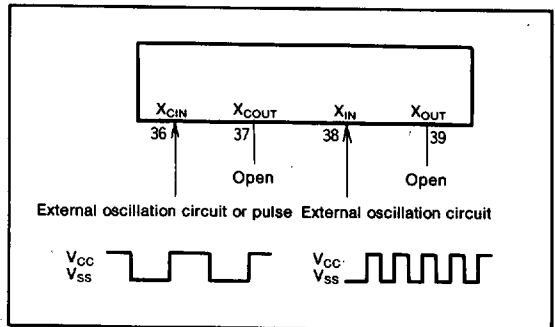 XCIN XCOUT XIN XOUT
36 37 38 39
Open Open
External oscillation circuit or pulse External oscillation circuit
VCC VCC
VSS VSS